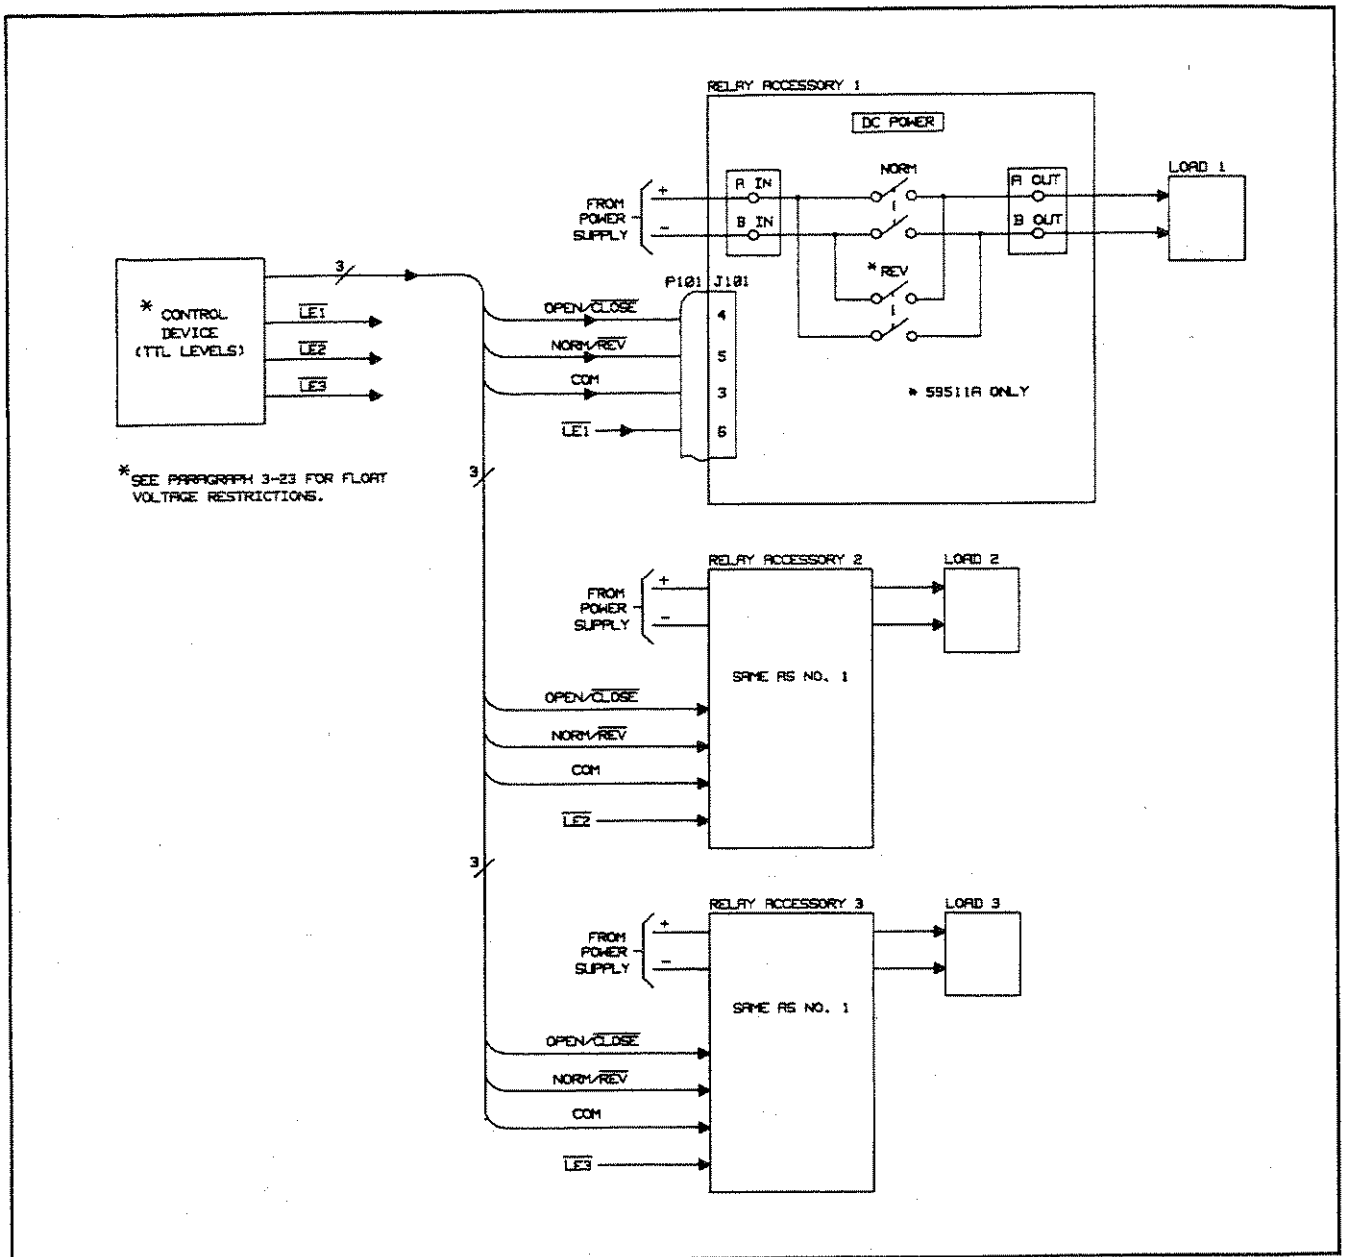 RELAY ACCESSORY 1
DC POWER
NORM
LOAD 1
A IN
A OUT
+
FROM
POWER
SUPPLY
-
B IN
B OUT
* REV
P101 J101
3
* CONTROL
DEVICE
(TTL LEVELS)
LE1
LE2
LE3
OPEN/CLOSE
4
NORM/REV
5
COM
3
* 59511A ONLY
LE1
6
*SEE PARAGRAPH 3-23 FOR FLOAT
VOLTAGE RESTRICTIONS.
3
RELAY ACCESSORY 2
LOAD 2
+
FROM
POWER
SUPPLY
-
SAME AS NO. 1
OPEN/CLOSE
NORM/REV
COM
LE2
3
RELAY ACCESSORY 3
LOAD 3
+
FROM
POWER
SUPPLY
-
SAME AS NO. 1
OPEN/CLOSE
NORM/REV
COM
LE3